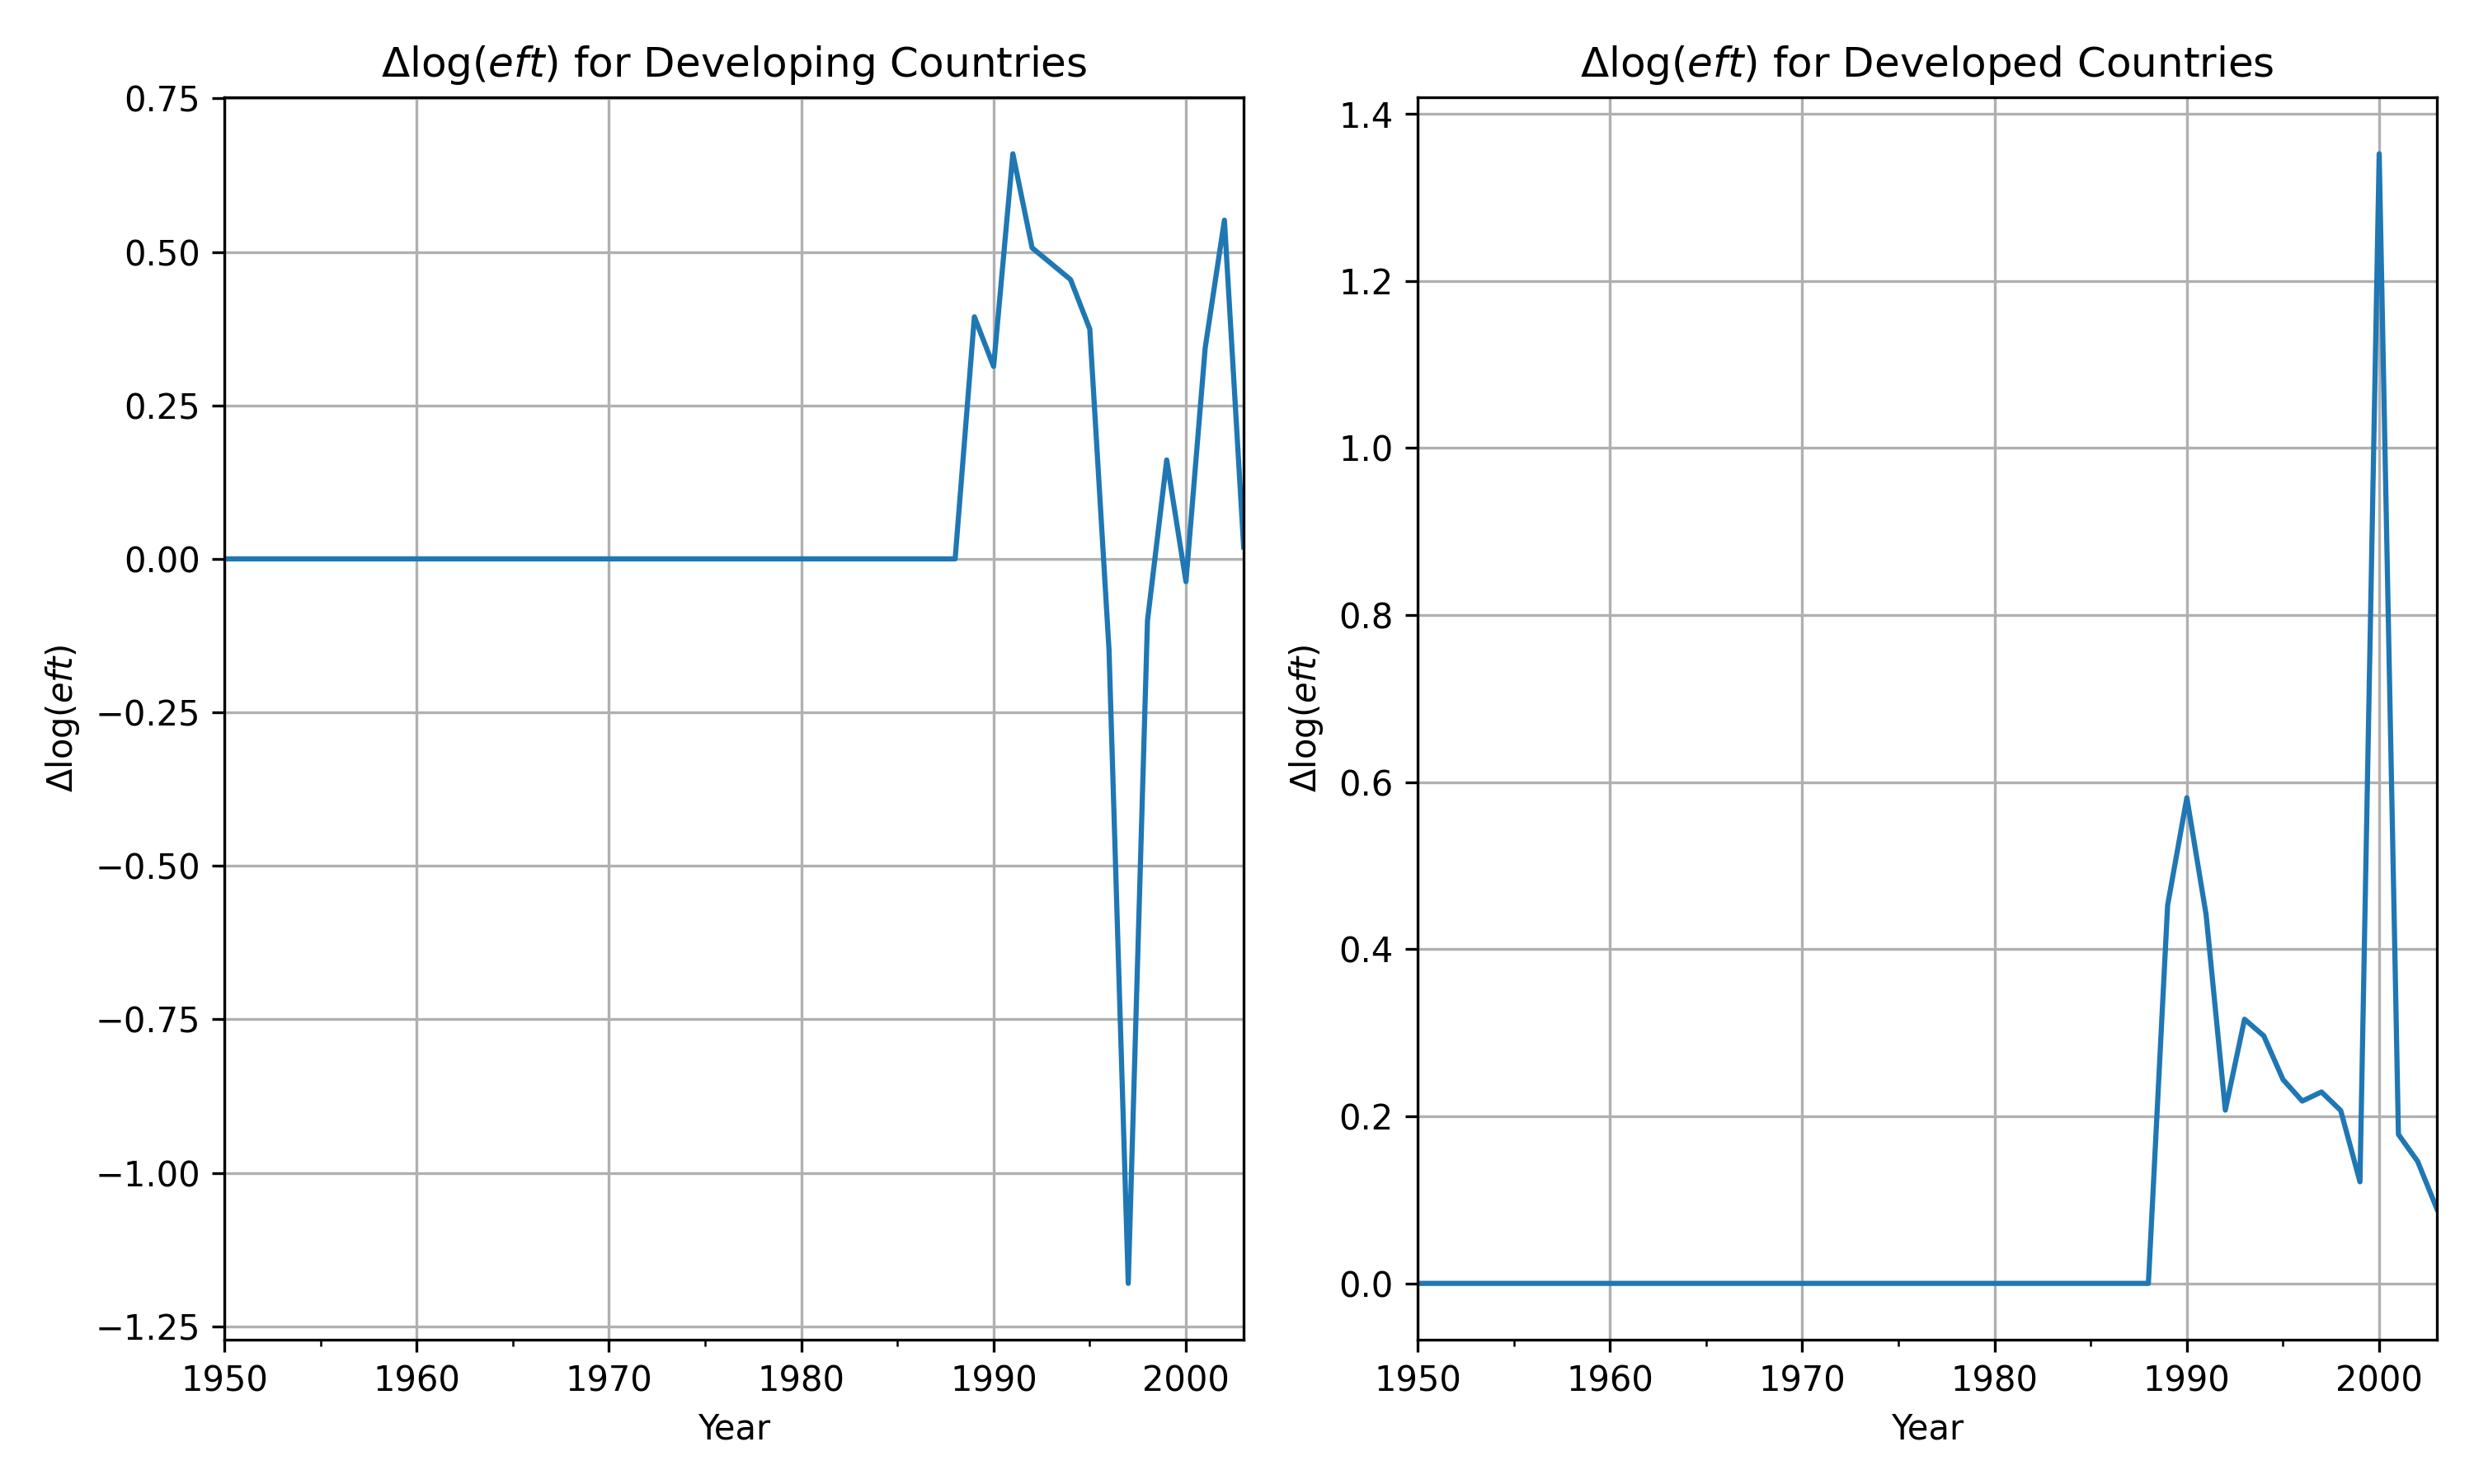 Δlog(eft) for Developing Countries
0.75
0.50
0.25
0.00
−0.25
−0.50
−0.75
−1.00
−1.25
Δlog(eft)
1950 1960 1970 1980 1990 2000
Year
Δlog(eft) for Developed Countries
1.4
1.2
1.0
0.8
0.6
0.4
0.2
0.0
Δlog(eft)
1950 1960 1970 1980 1990 2000
Year